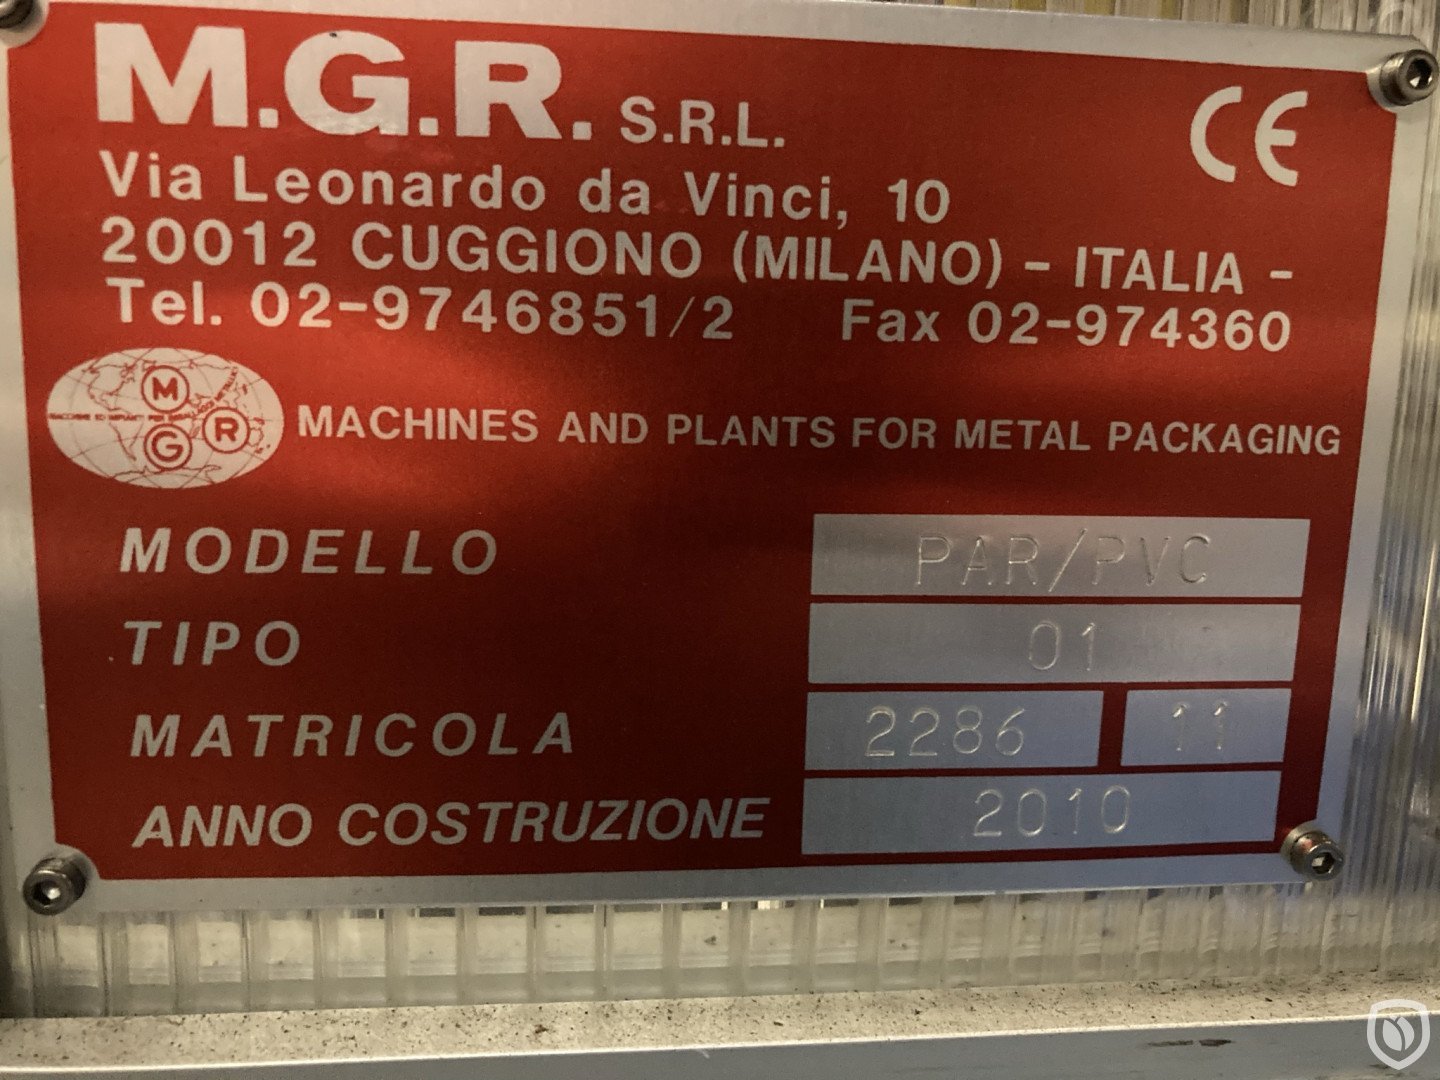 M.G.R. S.R.L.
CE
Via Leonardo da Vinci, 10
20012 CUGGIONO (MILANO) - ITALIA -
Tel. 02-9746851/2 Fax 02-974360
M
G
R
MACHINES AND PLANTS FOR METAL PACKAGING
MODELLO PAR/PVC
TIPO 01
MATRICOLA 2286 11
ANNO COSTRUZIONE 2010